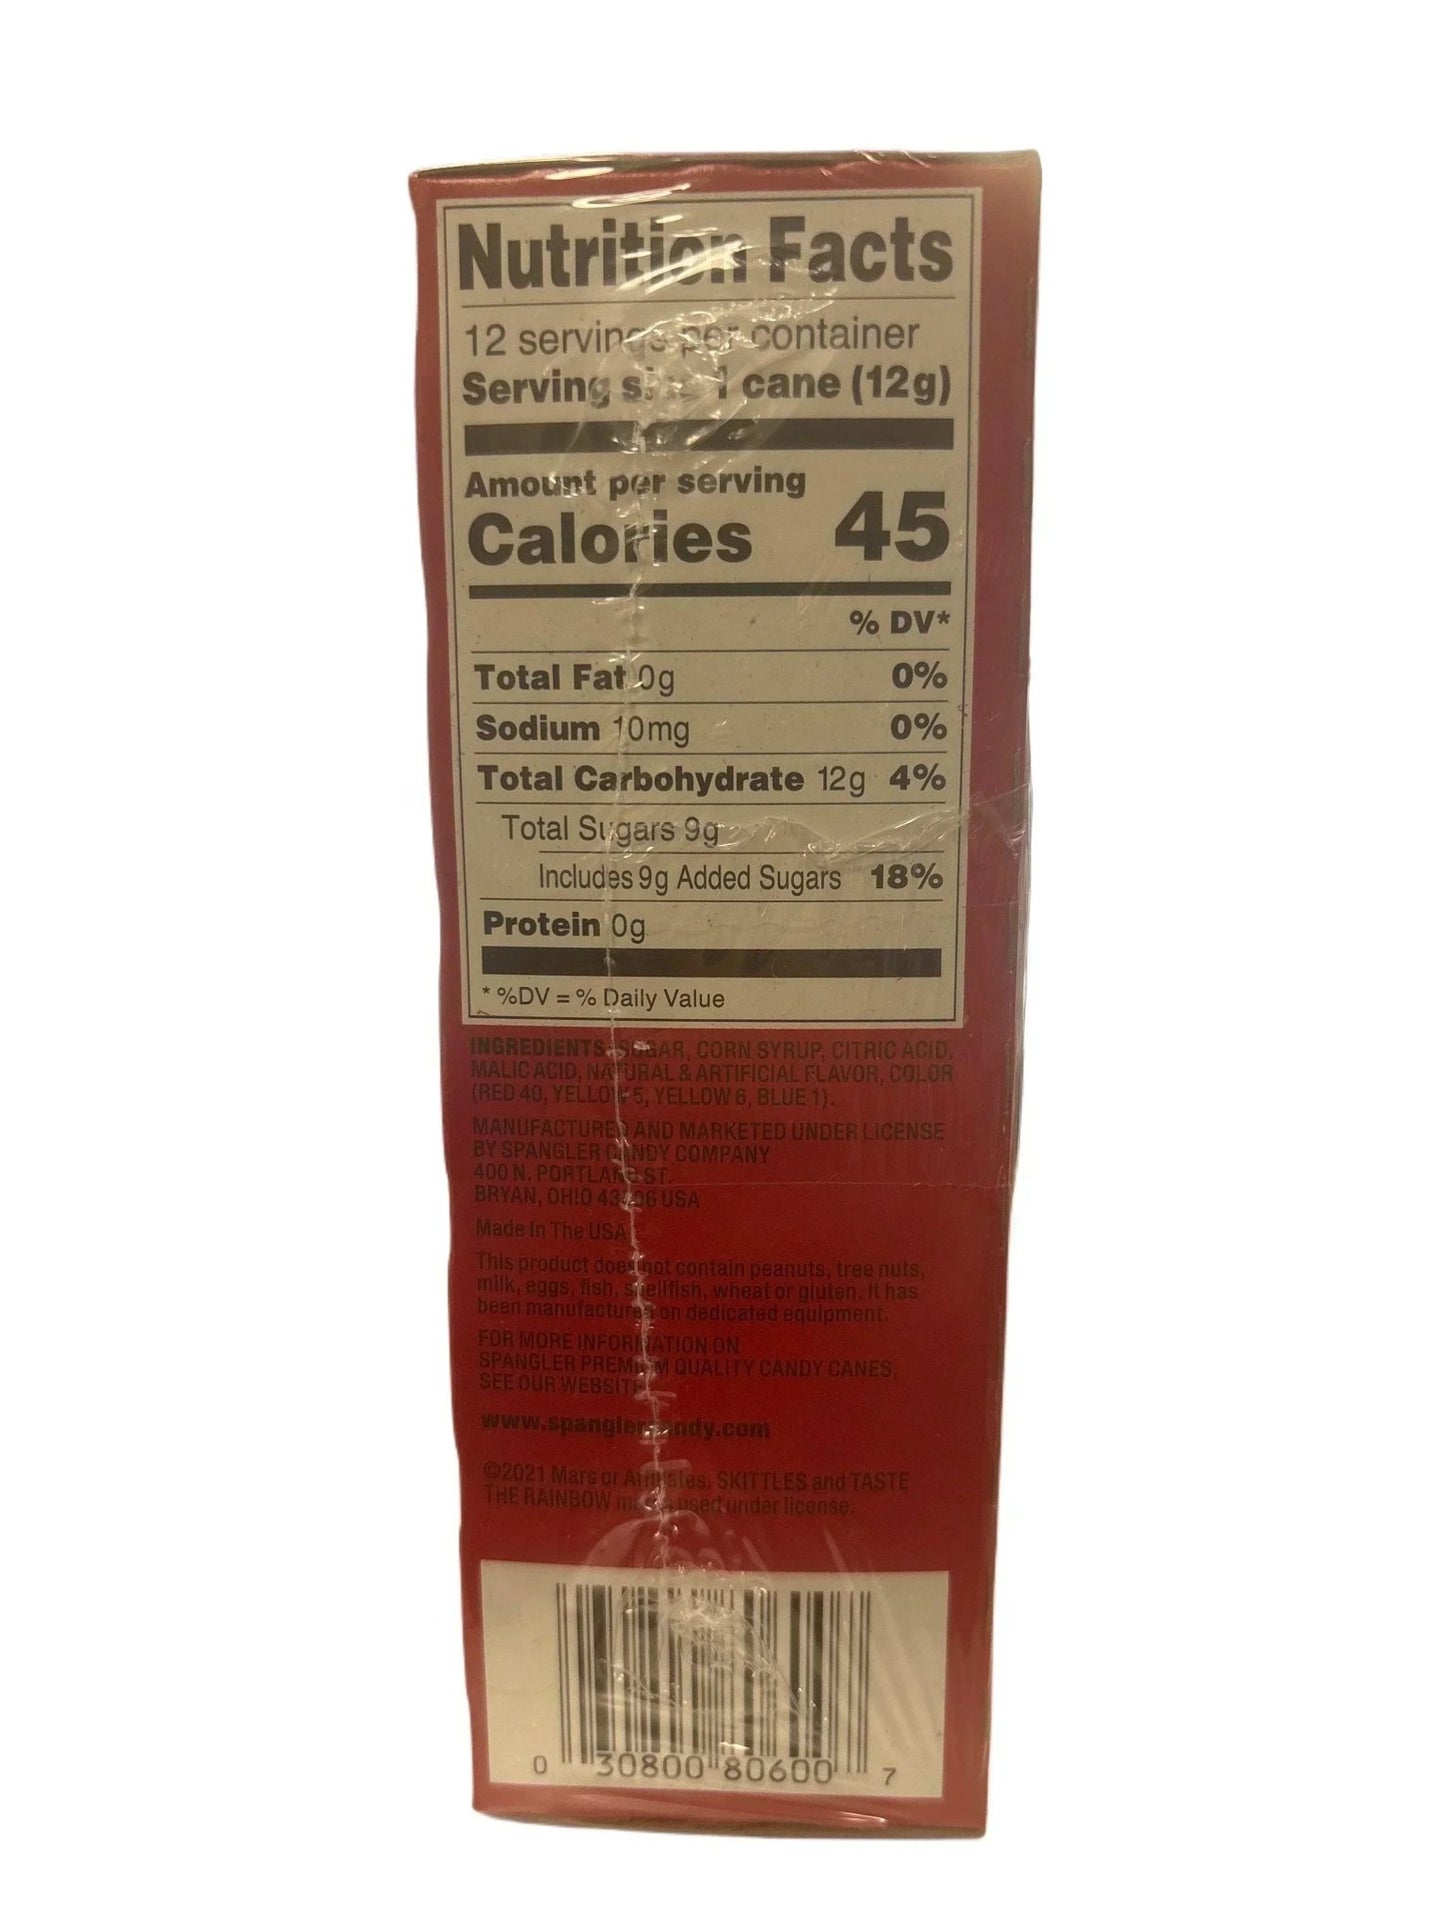 Nutrition Facts
12 servings per container
Serving size 1 cane (12g)
Amount per serving
Calories 45
% DV*
Total Fat 0g 0%
Sodium 10mg 0%
Total Carbohydrate 12g 4%
Total Sugars 9g
Includes 9g Added Sugars 18%
Protein 0g
* %DV = % Daily Value
INGREDIENTS: SUGAR, CORN SYRUP, CITRIC ACID,
MALIC ACID, NATURAL & ARTIFICIAL FLAVOR, COLOR
(RED 40, YELLOW 5, YELLOW 6, BLUE 1).
MANUFACTURED AND MARKETED UNDER LICENSE
BY SPANGLER CANDY COMPANY
400 N. PORTLAND ST.
BRYAN, OHIO 43506 USA
Made In The USA
This product does not contain peanuts, tree nuts,
milk, eggs, fish, shellfish, wheat or gluten. It has
been manufactured on dedicated equipment.
FOR MORE INFORMATION ON
SPANGLER PREMIUM QUALITY CANDY CANES,
SEE OUR WEBSITE
www.spanglercandy.com
©2021 Mars or Affiliates. SKITTLES and TASTE
THE RAINBOW marks used under license.
0 30800 80600 7